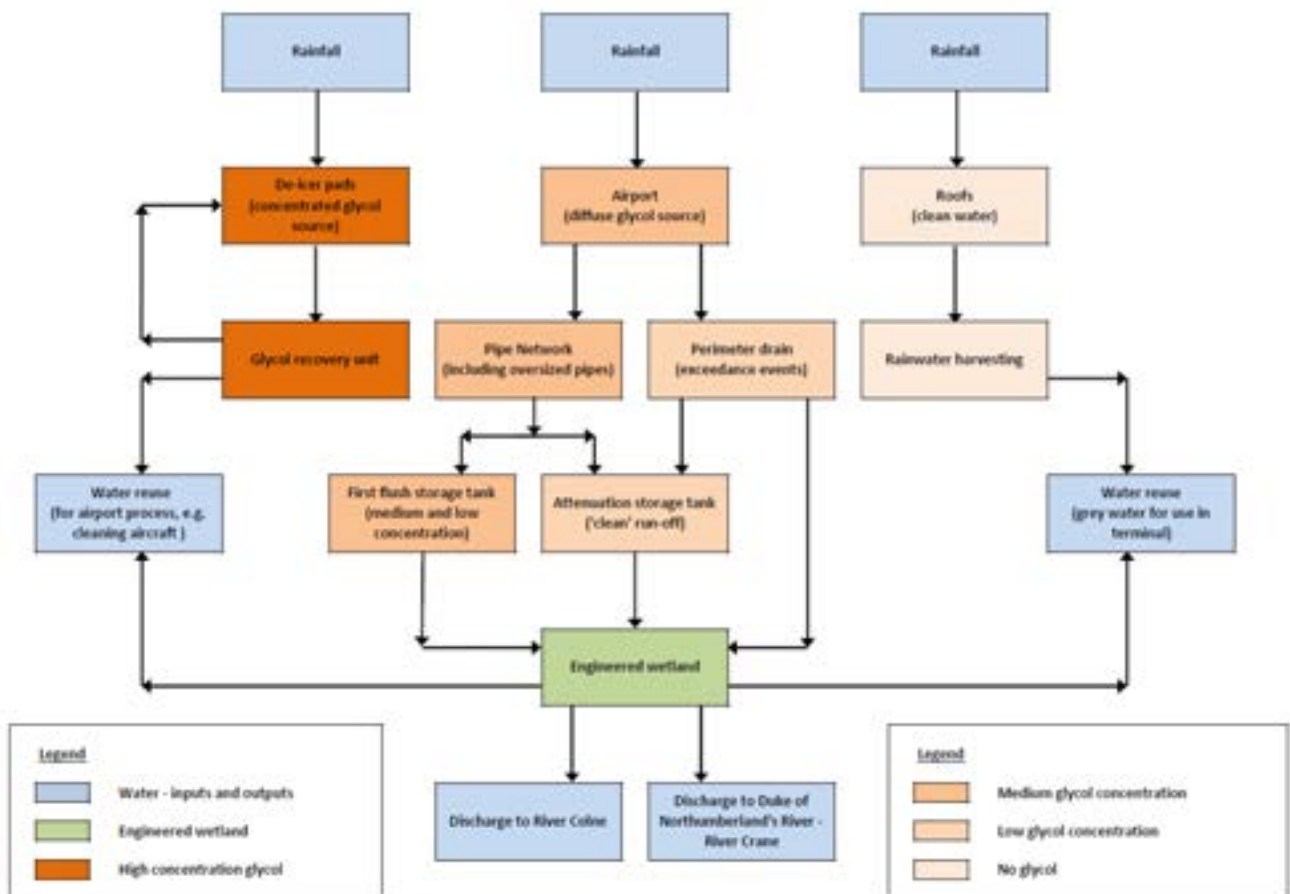 Rainfall
Rainfall
Rainfall
De-icer pads
(concentrated glycol
source)
Airport
(diffuse glycol source)
Roofs
(clean water)
Glycol recovery unit
Pipe Network
(including oversized pipes)
Perimeter drain
(exceedance events)
Rainwater harvesting
Water reuse
(for airport process, e.g.
cleaning aircraft )
First flush storage tank
(medium and low
concentration)
Attenuation storage tank
('clean' run-off)
Water reuse
(grey water for use in
terminal)
Engineered wetland
Discharge to River Colne
Discharge to Duke of
Northumberland's River -
River Crane
Legend
Water - inputs and outputs
Engineered wetland
High concentration glycol
Legend
Medium glycol concentration
Low glycol concentration
No glycol